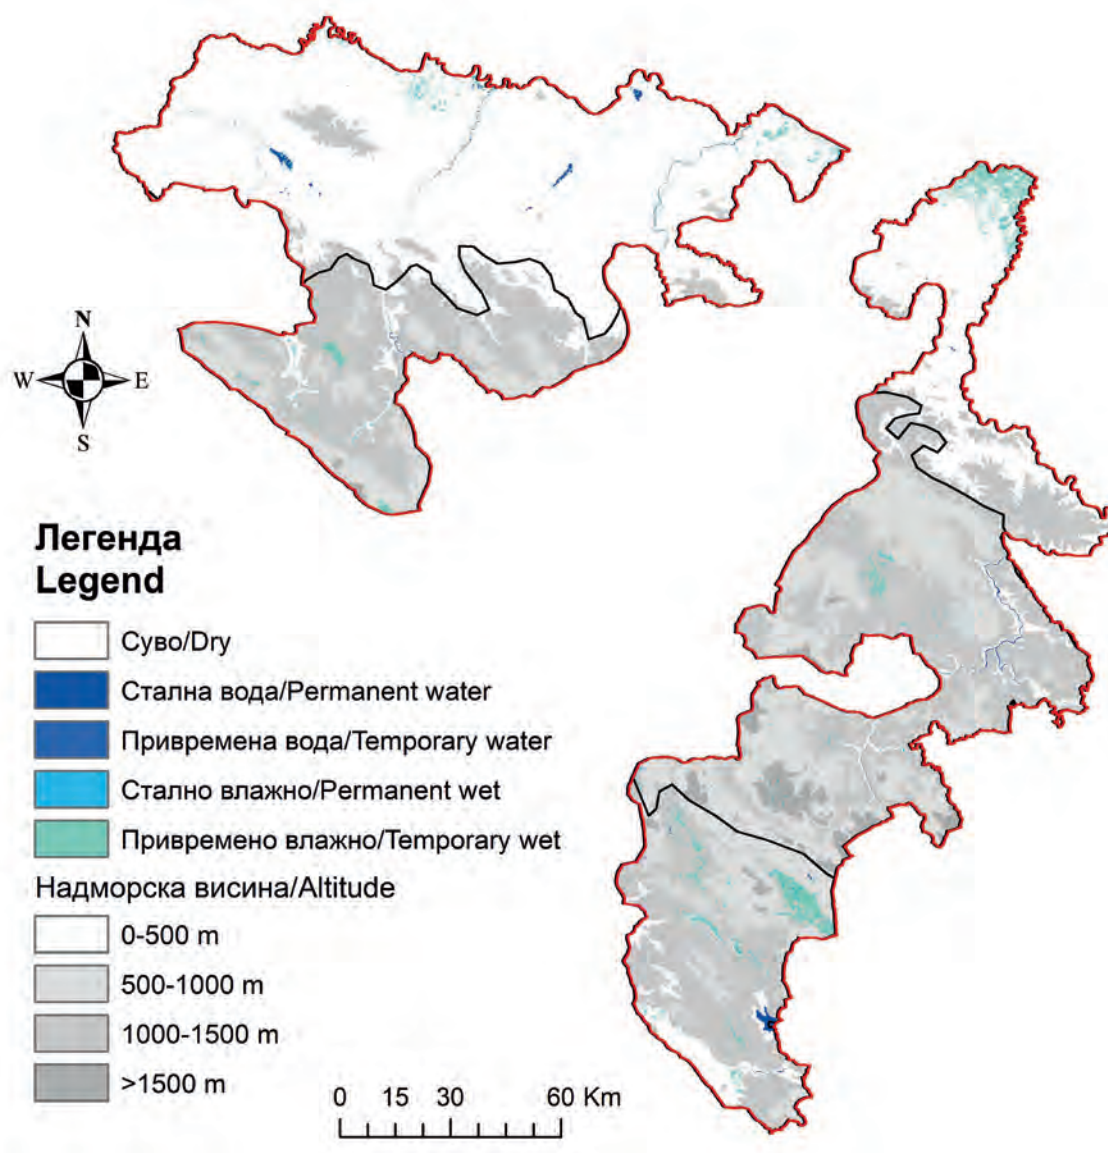 N
W E
S
Легенда
Legend
Суво/Dry
Стална вода/Permanent water
Привремена вода/Temporary water
Стално влажно/Permanent wet
Привремено влажно/Temporary wet
Надморска висина/Altitude
0-500 m
500-1000 m
1000-1500 m
>1500 m
0 15 30 60 Km